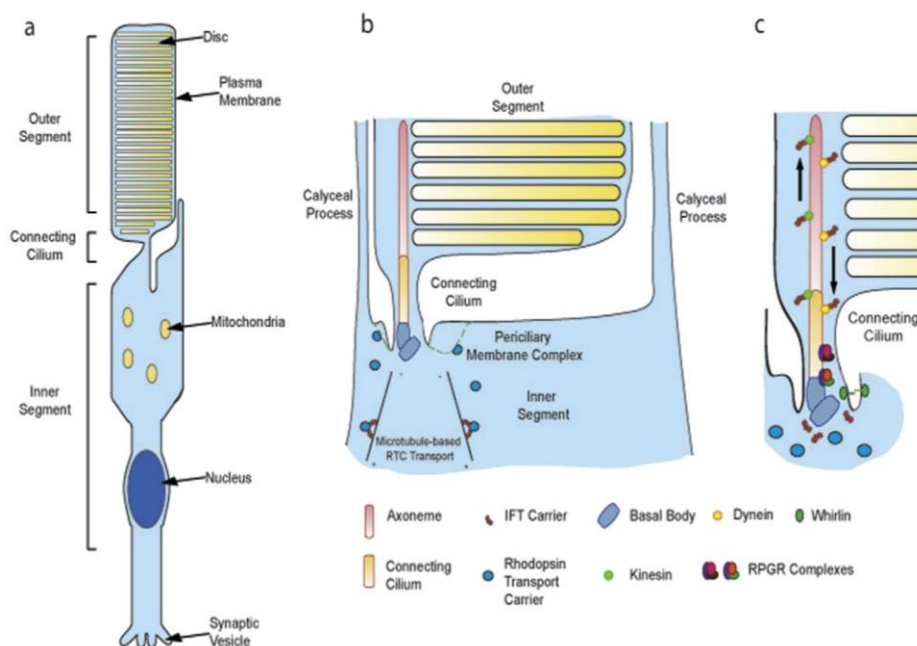 a
Disc
Plasma
Membrane
Outer
Segment
Connecting
Cilium
Mitochondria
Inner
Segment
Nucleus
Synaptic
Vesicle
b
Outer
Segment
Calyceal
Process
Calyceal
Process
Connecting
Cilium
Periciliary
Membrane Complex
Inner
Segment
Microtubule-based
RTC Transport
c
Connecting
Cilium
Axoneme
IFT Carrier
Basal Body
Dynein
Whirlin
Connecting
Cilium
Rhodopsin
Transport
Carrier
Kinesin
RPGR Complexes